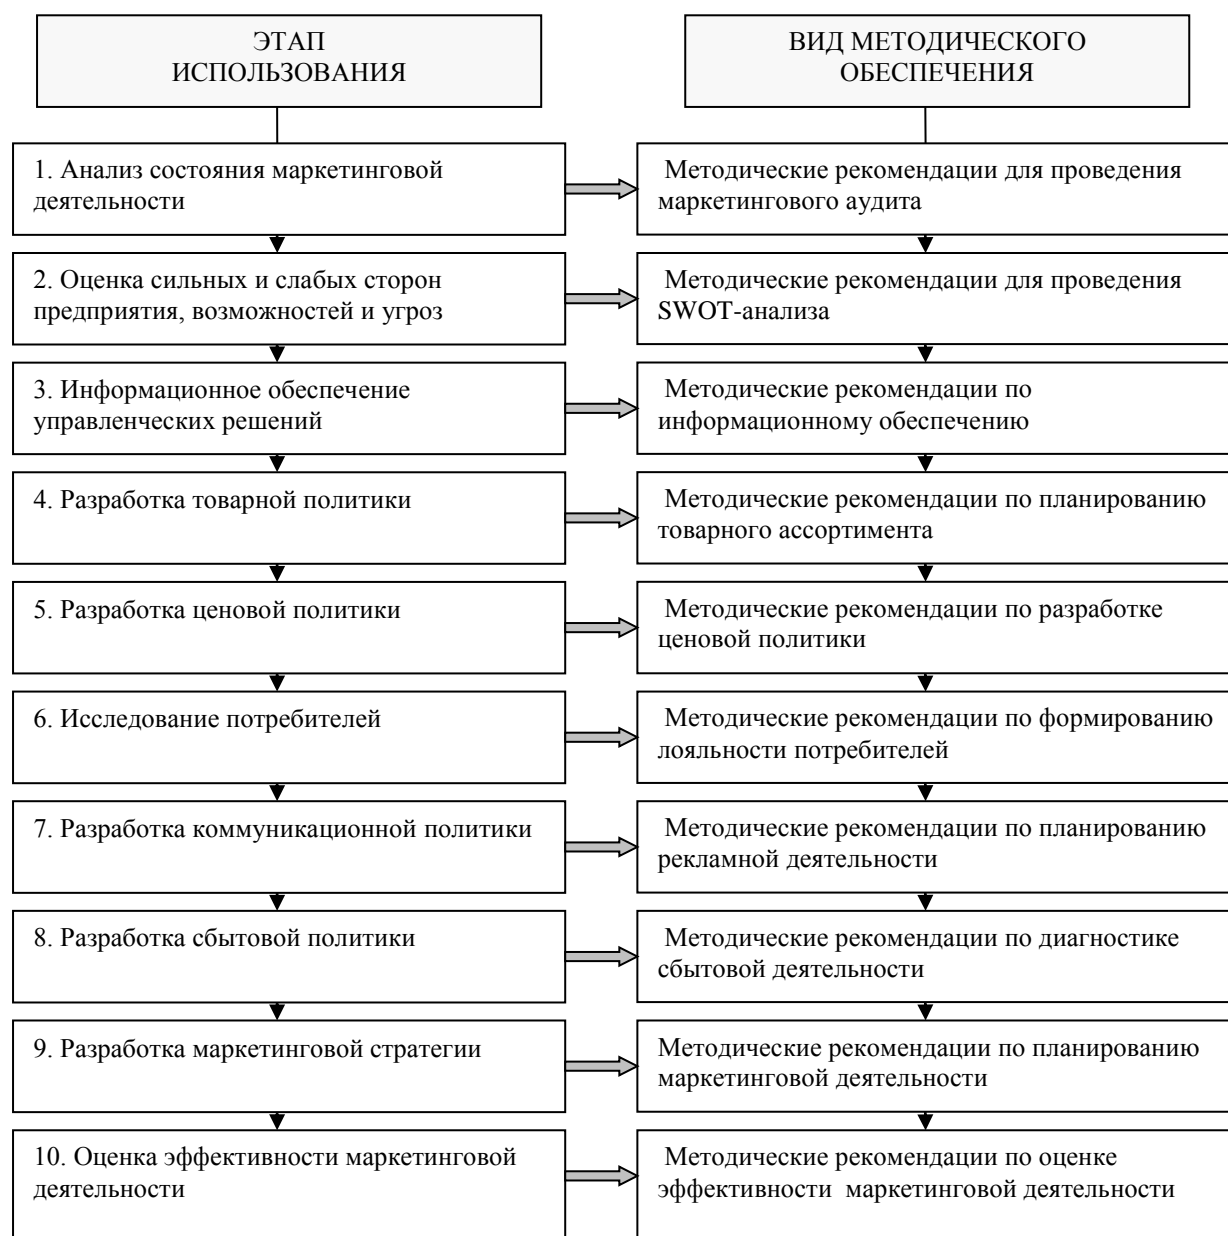 ЭТАП
ИСПОЛЬЗОВАНИЯ
ВИД МЕТОДИЧЕСКОГО
ОБЕСПЕЧЕНИЯ
1. Анализ состояния маркетинговой
деятельности
Методические рекомендации для проведения
маркетингового аудита
2. Оценка сильных и слабых сторон
предприятия, возможностей и угроз
Методические рекомендации для проведения
SWOT-анализа
3. Информационное обеспечение
управленческих решений
Методические рекомендации по
информационному обеспечению
4. Разработка товарной политики
Методические рекомендации по планированию
товарного ассортимента
5. Разработка ценовой политики
Методические рекомендации по разработке
ценовой политики
6. Исследование потребителей
Методические рекомендации по формированию
лояльности потребителей
7. Разработка коммуникационной политики
Методические рекомендации по планированию
рекламной деятельности
8. Разработка сбытовой политики
Методические рекомендации по диагностике
сбытовой деятельности
9. Разработка маркетинговой стратегии
Методические рекомендации по планированию
маркетинговой деятельности
10. Оценка эффективности маркетинговой
деятельности
Методические рекомендации по оценке
эффективности  маркетинговой деятельности